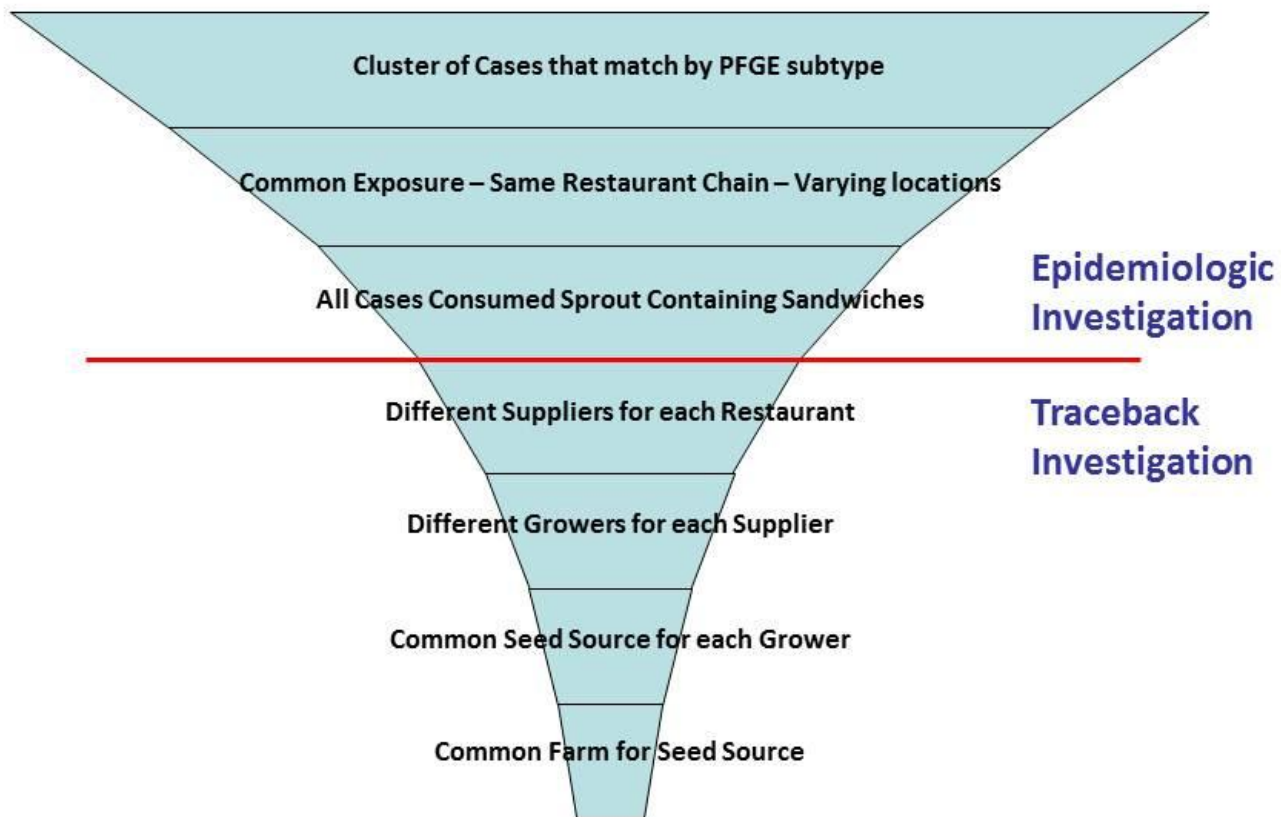 Cluster of Cases that match by PFGE subtype
Common Exposure – Same Restaurant Chain – Varying locations
All Cases Consumed Sprout Containing Sandwiches
Epidemiologic
Investigation
Different Suppliers for each Restaurant
Traceback
Investigation
Different Growers for each Supplier
Common Seed Source for each Grower
Common Farm for Seed Source